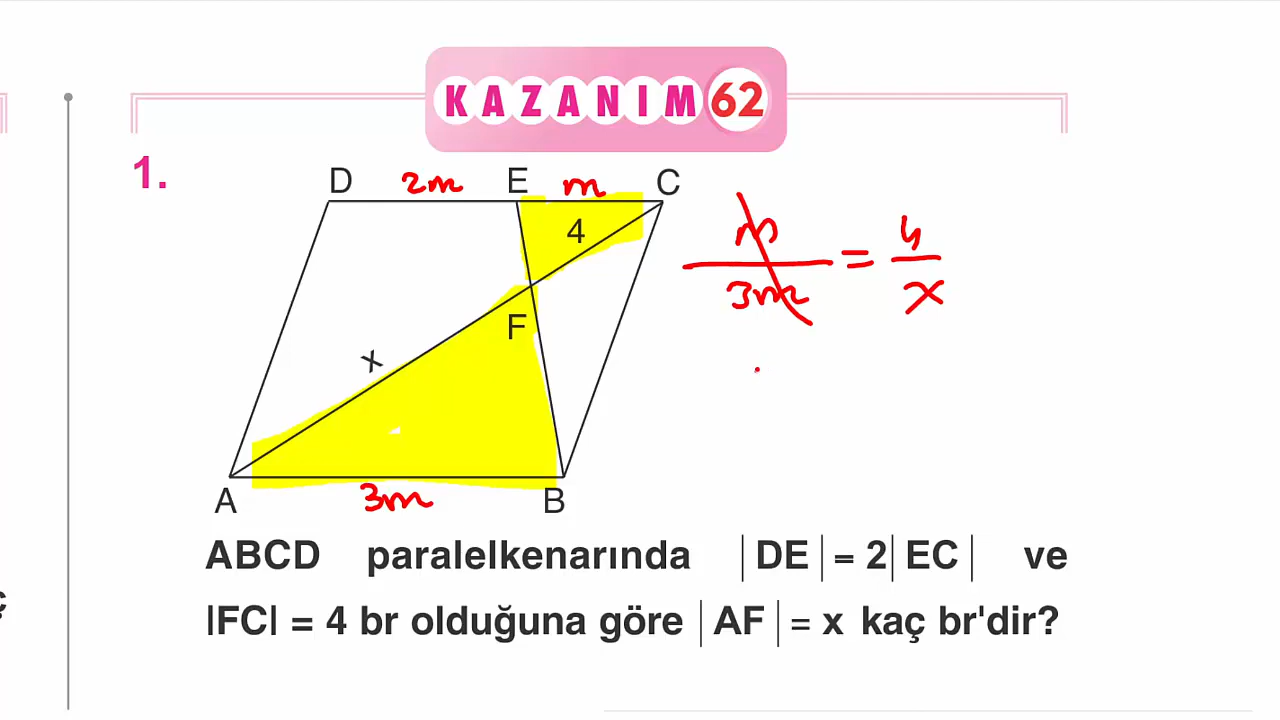 KAZANIM 62
1.
D 2m E m C
4
m/3m = 4/x
F
x
A 3m B
ABCD paralelkenarında |DE| = 2|EC| ve
|FC| = 4 br olduğuna göre |AF| = x kaç br'dir?